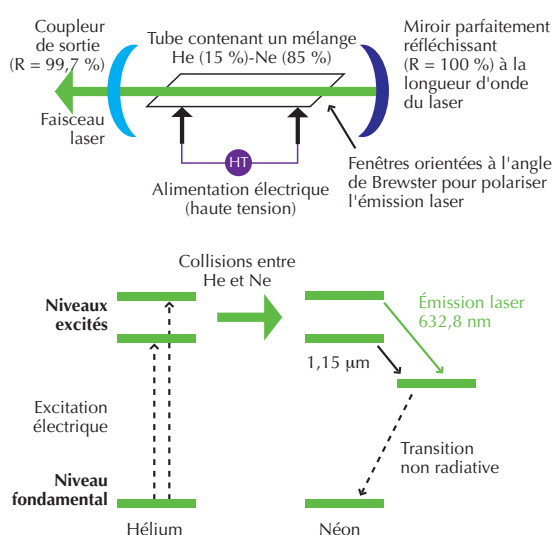 Coupleur
de sortie
(R = 99,7 %)
Tube contenant un mélange
He (15 %)-Ne (85 %)
Miroir parfaitement
réfléchissant
(R = 100 %) à la
longueur d'onde
du laser
Faisceau
laser
HT
Alimentation électrique
(haute tension)
Fenêtres orientées à l'angle
de Brewster pour polariser
l'émission laser
Collisions entre
He et Ne
Niveaux
excités
Émission laser
632,8 nm
1,15 μm
Excitation
électrique
Transition
non radiative
Niveau
fondamental
Hélium
Néon